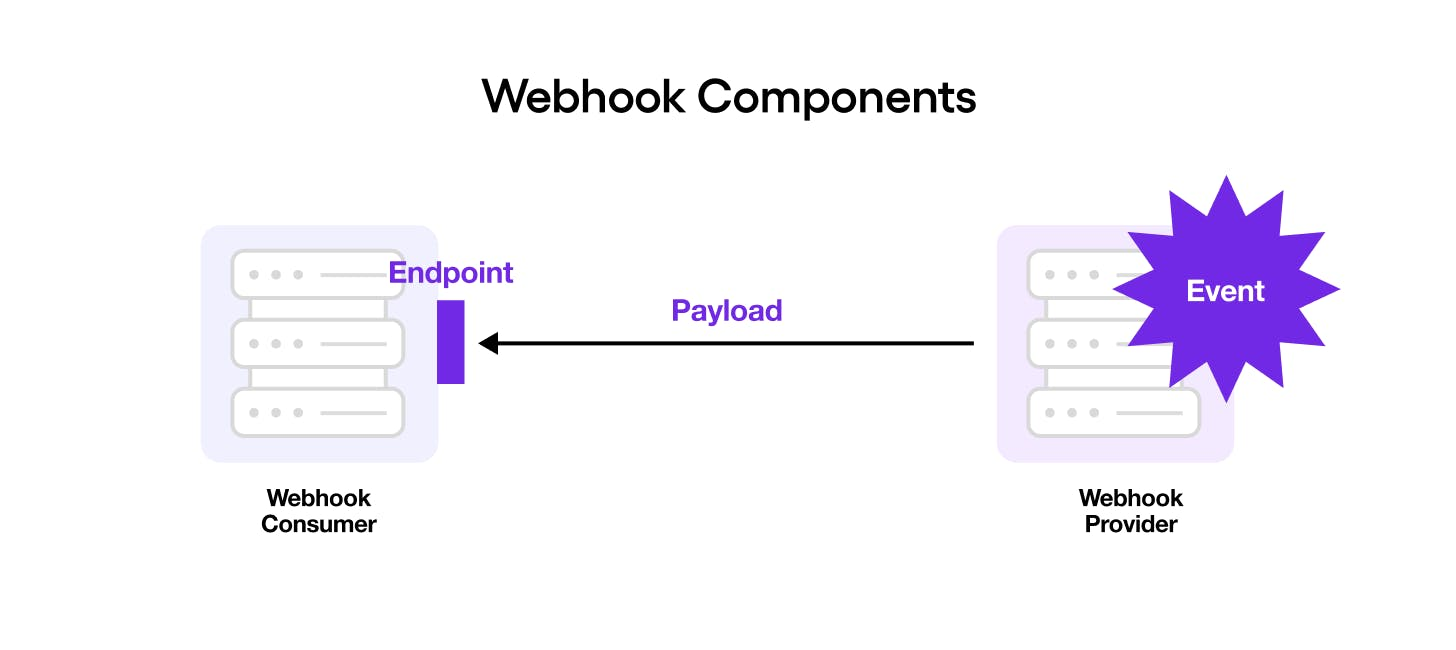 Webhook Components
Endpoint
Payload
Event
Webhook
Consumer
Webhook
Provider